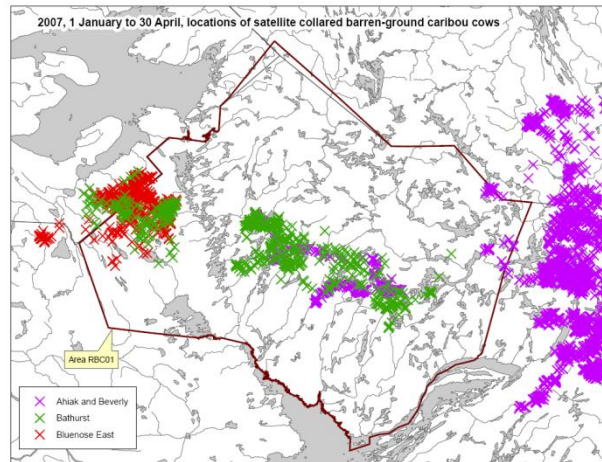 2007, 1 January to 30 April, locations of satellite collared barren-ground caribou cows
Area RBC01
Ahiak and Beverly
Bathurst
Bluenose East